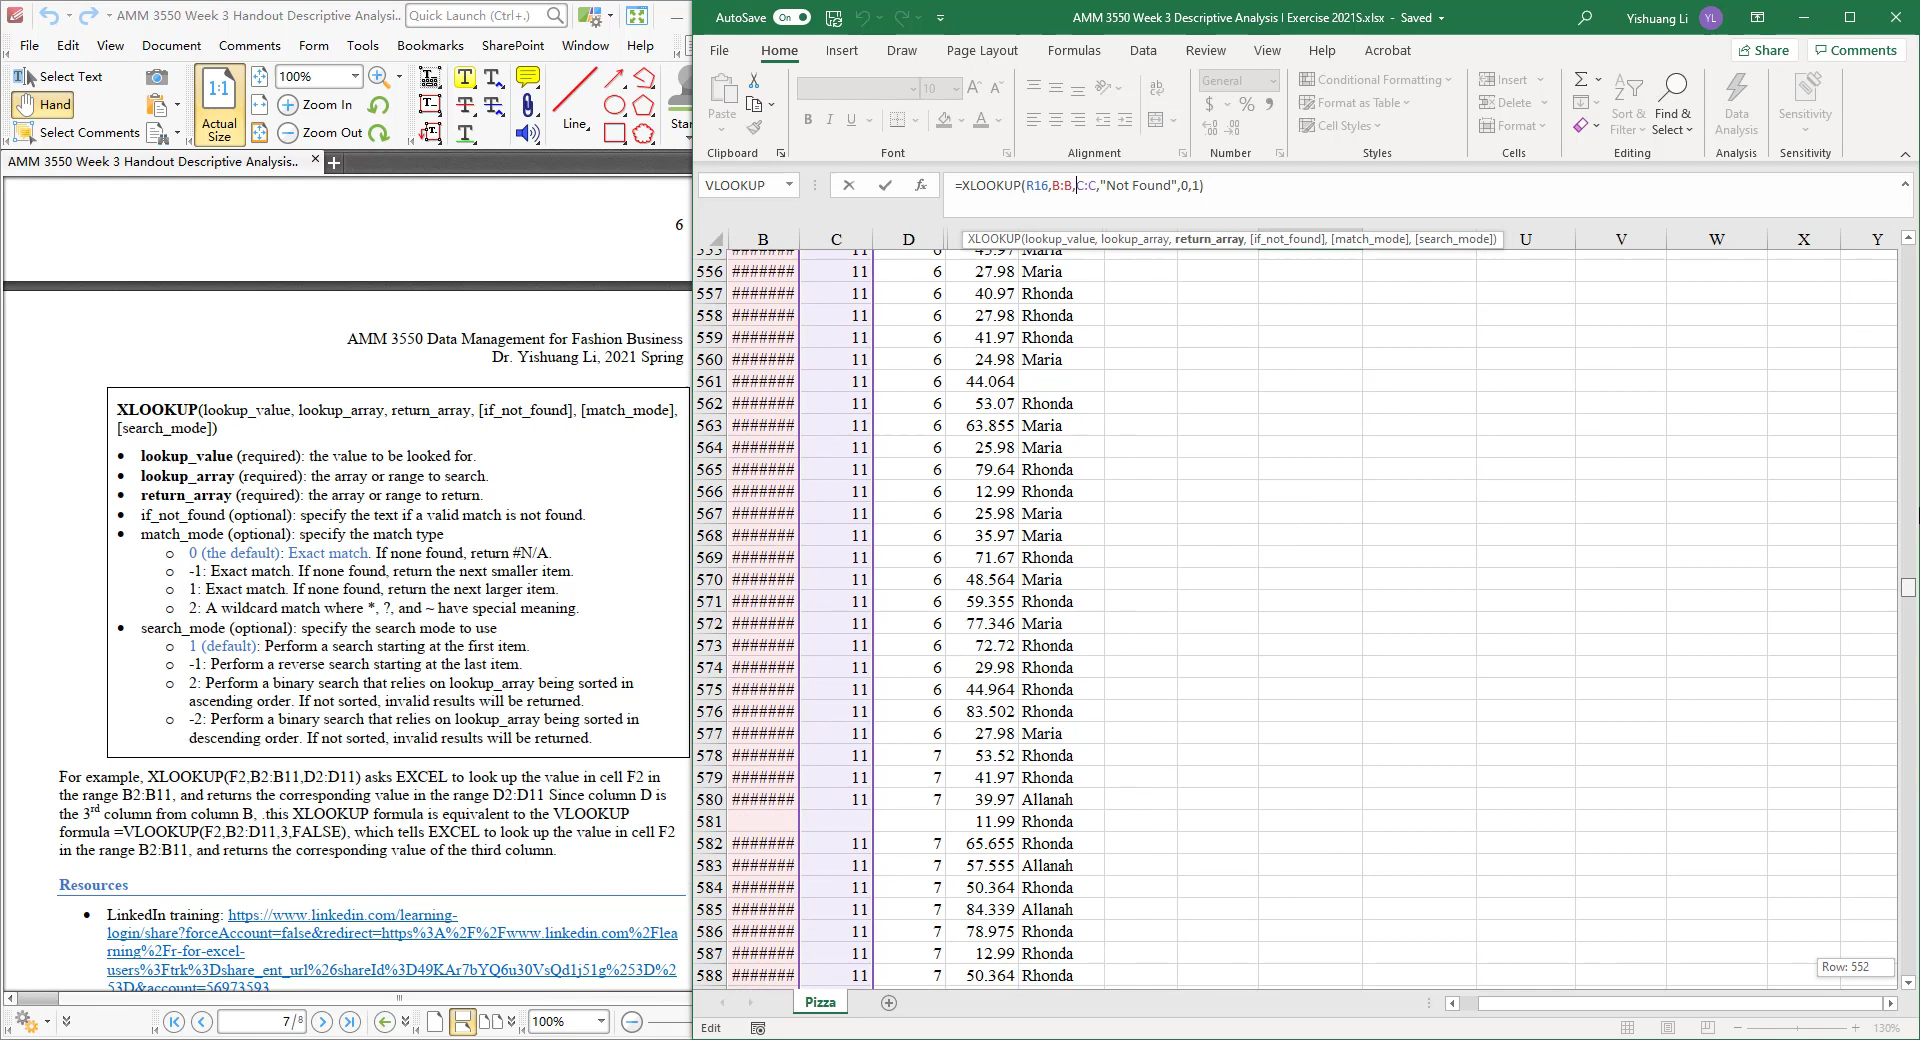 AMM 3550 Week 3 Handout Descriptive Analysi..
Quick Launch (Ctrl+.)
File Edit View Document Comments Form Tools Bookmarks SharePoint Window Help
Select Text
Hand
Select Comments
1:1
Actual
Size
100%
Zoom In
Zoom Out
Line
Star
AMM 3550 Week 3 Handout Descriptive Analysis..
6
AMM 3550 Data Management for Fashion Business
Dr. Yishuang Li, 2021 Spring
XLOOKUP(lookup_value, lookup_array, return_array, [if_not_found], [match_mode],
[search_mode])
• lookup_value (required): the value to be looked for.
• lookup_array (required): the array or range to search.
• return_array (required): the array or range to return.
• if_not_found (optional): specify the text if a valid match is not found.
• match_mode (optional): specify the match type
o 0 (the default): Exact match. If none found, return #N/A.
o -1: Exact match. If none found, return the next smaller item.
o 1: Exact match. If none found, return the next larger item.
o 2: A wildcard match where *, ?, and ~ have special meaning.
• search_mode (optional): specify the search mode to use
o 1 (default): Perform a search starting at the first item.
o -1: Perform a reverse search starting at the last item.
o 2: Perform a binary search that relies on lookup_array being sorted in
ascending order. If not sorted, invalid results will be returned.
o -2: Perform a binary search that relies on lookup_array being sorted in
descending order. If not sorted, invalid results will be returned.
For example, XLOOKUP(F2,B2:B11,D2:D11) asks EXCEL to look up the value in cell F2 in
the range B2:B11, and returns the corresponding value in the range D2:D11 Since column D is
the 3rd column from column B, .this XLOOKUP formula is equivalent to the VLOOKUP
formula =VLOOKUP(F2,B2:D11,3,FALSE), which tells EXCEL to look up the value in cell F2
in the range B2:B11, and returns the corresponding value of the third column.
Resources
• LinkedIn training: https://www.linkedin.com/learning-
login/share?forceAccount=false&redirect=https%3A%2F%2Fwww.linkedin.com%2Flea
rning%2Fr-for-excel-
users%3Ftrk%3Dshare_ent_url%26shareId%3D49KAr7bYQ6u30VsQd1j51g%253D%2
53D&account=56973593
7 / 8
100%
AutoSave On
AMM 3550 Week 3 Descriptive Analysis I Exercise 2021S.xlsx - Saved
Yishuang Li YL
File Home Insert Draw Page Layout Formulas Data Review View Help Acrobat
Share Comments
Paste
Clipboard
10
B I U
Font
Alignment
General
Number
Conditional Formatting
Format as Table
Cell Styles
Styles
Insert
Delete
Format
Cells
Sort &
Filter
Find &
Select
Editing
Data
Analysis
Analysis
Sensitivity
Sensitivity
VLOOKUP
=XLOOKUP(R16,B:B,C:C,"Not Found",0,1)
XLOOKUP(lookup_value, lookup_array, return_array, [if_not_found], [match_mode], [search_mode])
B C D U V W X Y
555 ####### 11 6 45.97 Maria
556 ####### 11 6 27.98 Maria
557 ####### 11 6 40.97 Rhonda
558 ####### 11 6 27.98 Rhonda
559 ####### 11 6 41.97 Rhonda
560 ####### 11 6 24.98 Maria
561 ####### 11 6 44.064
562 ####### 11 6 53.07 Rhonda
563 ####### 11 6 63.855 Maria
564 ####### 11 6 25.98 Maria
565 ####### 11 6 79.64 Rhonda
566 ####### 11 6 12.99 Rhonda
567 ####### 11 6 25.98 Maria
568 ####### 11 6 35.97 Maria
569 ####### 11 6 71.67 Rhonda
570 ####### 11 6 48.564 Maria
571 ####### 11 6 59.355 Rhonda
572 ####### 11 6 77.346 Maria
573 ####### 11 6 72.72 Rhonda
574 ####### 11 6 29.98 Rhonda
575 ####### 11 6 44.964 Rhonda
576 ####### 11 6 83.502 Rhonda
577 ####### 11 6 27.98 Maria
578 ####### 11 7 53.52 Rhonda
579 ####### 11 7 41.97 Rhonda
580 ####### 11 7 39.97 Allanah
581 11.99 Rhonda
582 ####### 11 7 65.655 Rhonda
583 ####### 11 7 57.555 Allanah
584 ####### 11 7 50.364 Rhonda
585 ####### 11 7 84.339 Allanah
586 ####### 11 7 78.975 Rhonda
587 ####### 11 7 12.99 Rhonda
588 ####### 11 7 50.364 Rhonda
Row: 552
Pizza
Edit
130%